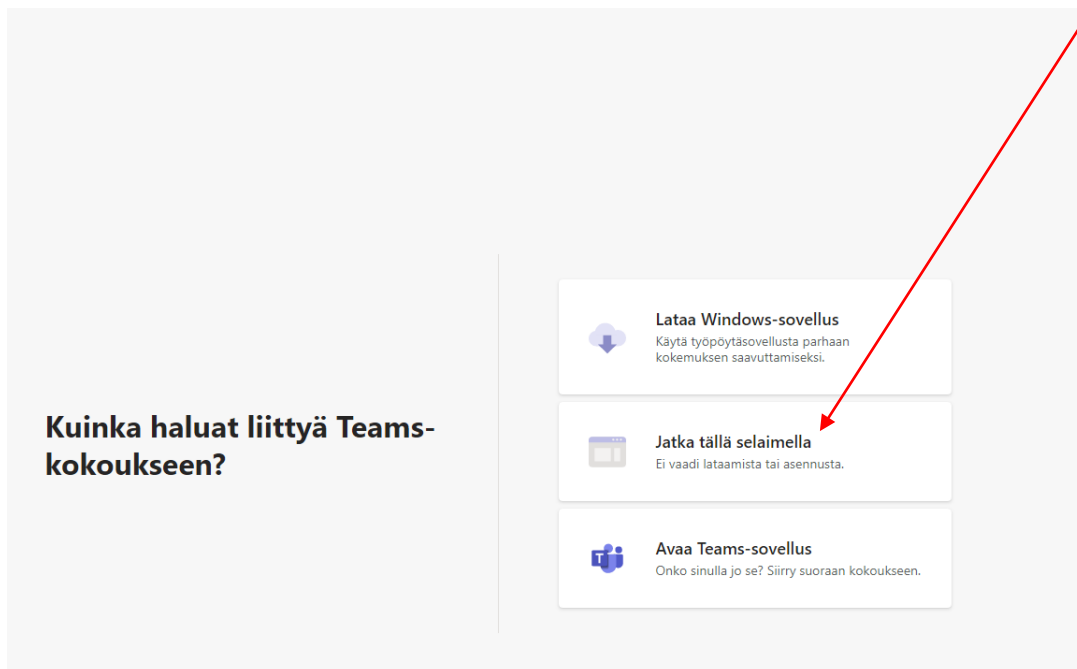 Kuinka haluat liittyä Teams-
kokoukseen?
Lataa Windows-sovellus
Käytä työpöytäsovellusta parhaan
kokemuksen saavuttamiseksi.
Jatka tällä selaimella
Ei vaadi lataamista tai asennusta.
Avaa Teams-sovellus
Onko sinulla jo se? Siirry suoraan kokoukseen.